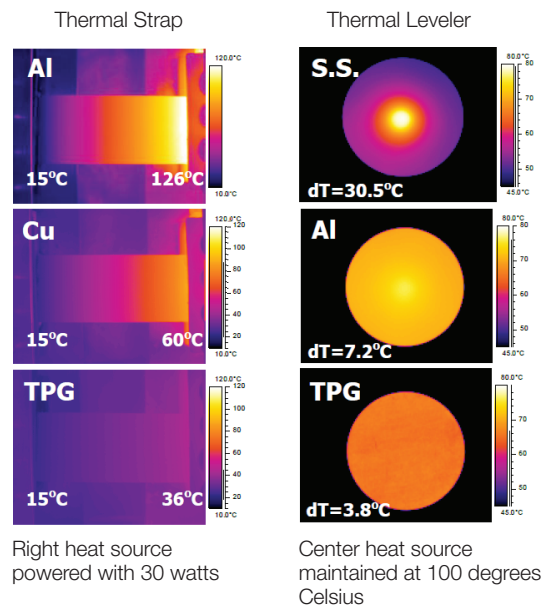 Thermal Strap
Thermal Leveler
Al
120.0°C
15°C
126°C
10.0°C
S.S.
80.0°C
80
70
60
50
45.0°C
dT=30.5°C
Cu
120.0°C
120
100
80
60
40
20
10.0°C
15°C
60°C
Al
80.0°C
80
70
60
50
45.0°C
dT=7.2°C
TPG
120.0°C
120
100
80
60
40
20
10.0°C
15°C
36°C
TPG
80.0°C
80
70
60
50
45.0°C
dT=3.8°C
Right heat source
powered with 30 watts
Center heat source
maintained at 100 degrees
Celsius